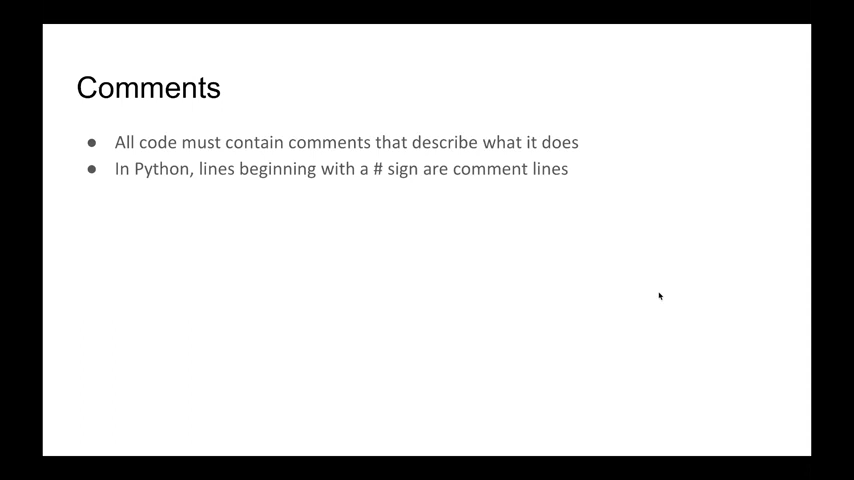 Comments
● All code must contain comments that describe what it does
● In Python, lines beginning with a # sign are comment lines